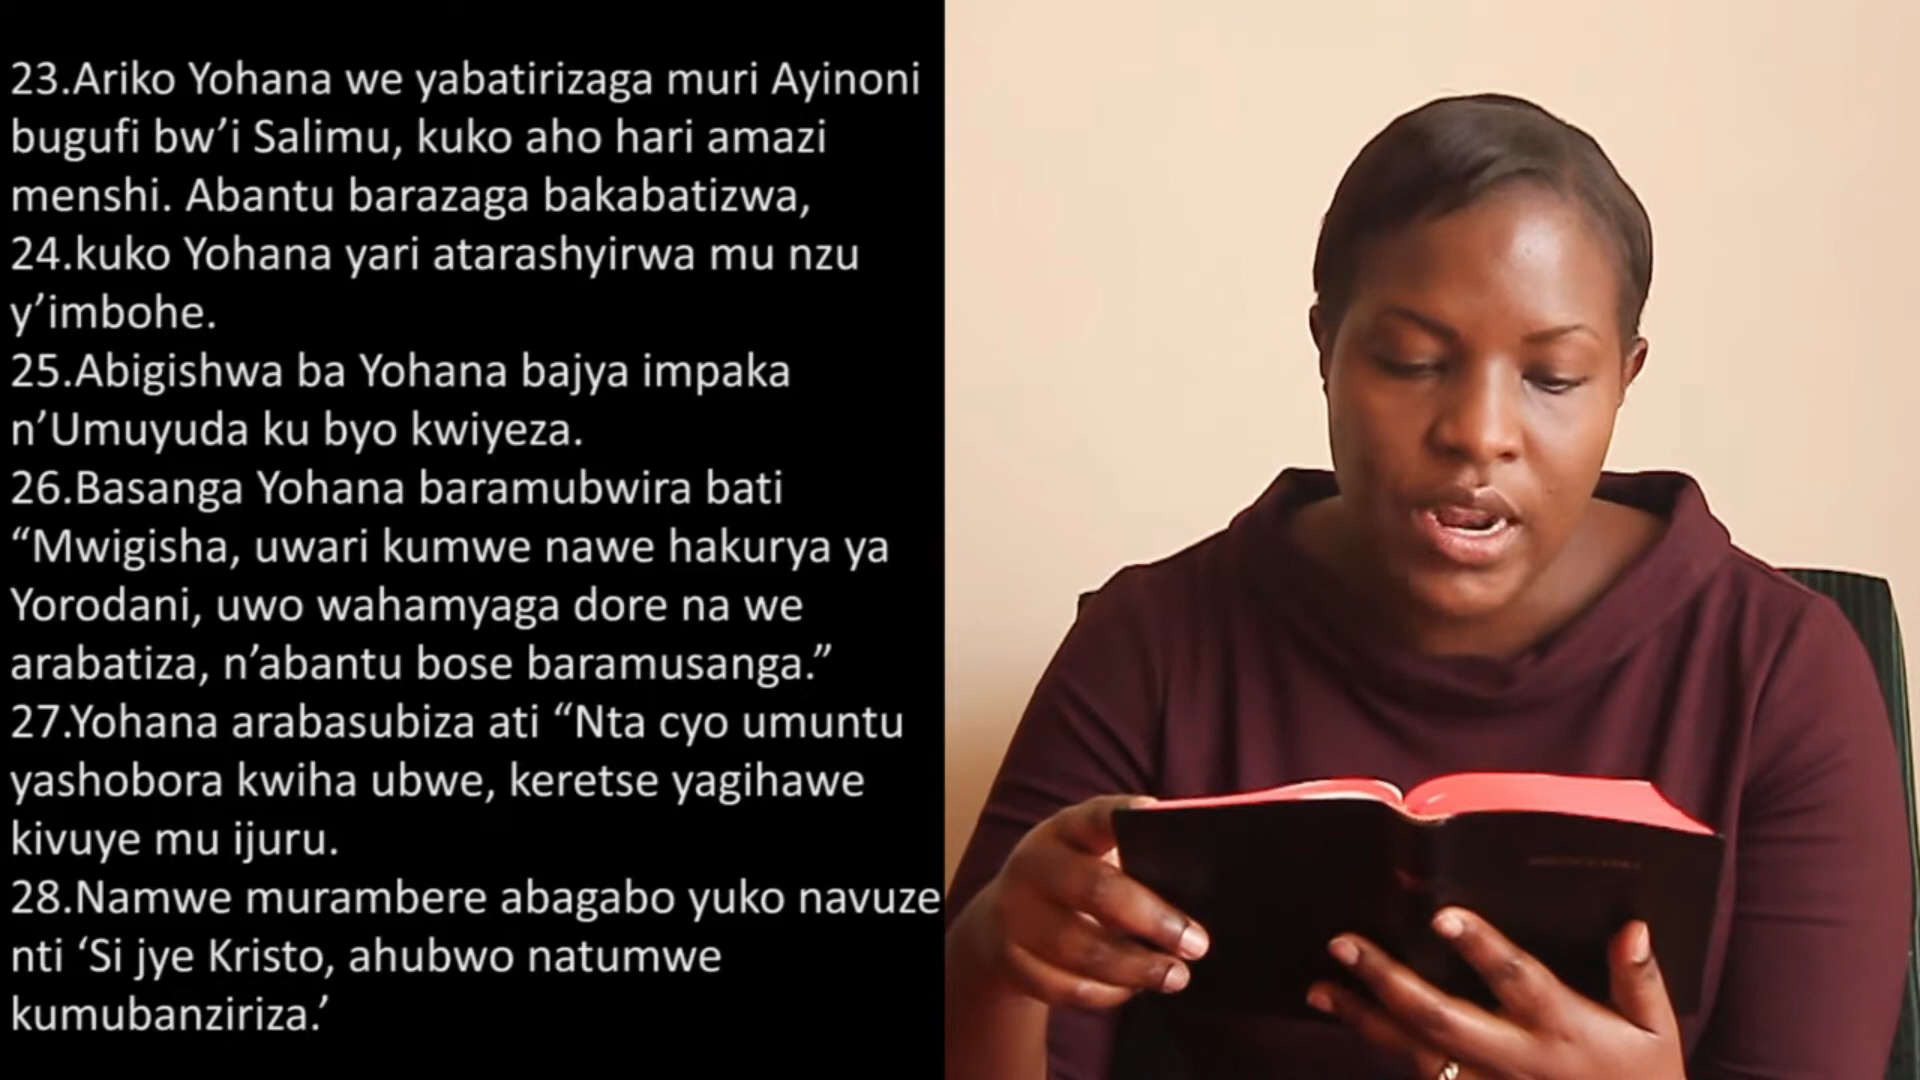 23.Ariko Yohana we yabatirizaga muri Ayinoni
bugufi bw’i Salimu, kuko aho hari amazi
menshi. Abantu barazaga bakabatizwa,
24.kuko Yohana yari atarashyirwa mu nzu
y’imbohe.
25.Abigishwa ba Yohana bajya impaka
n’Umuyuda ku byo kwiyeza.
26.Basanga Yohana baramubwira bati
“Mwigisha, uwari kumwe nawe hakurya ya
Yorodani, uwo wahamyaga dore na we
arabatiza, n’abantu bose baramusanga.”
27.Yohana arabasubiza ati “Nta cyo umuntu
yashobora kwiha ubwe, keretse yagihawe
kivuye mu ijuru.
28.Namwe murambere abagabo yuko navuze
nti ‘Si jye Kristo, ahubwo natumwe
kumubanziriza.’